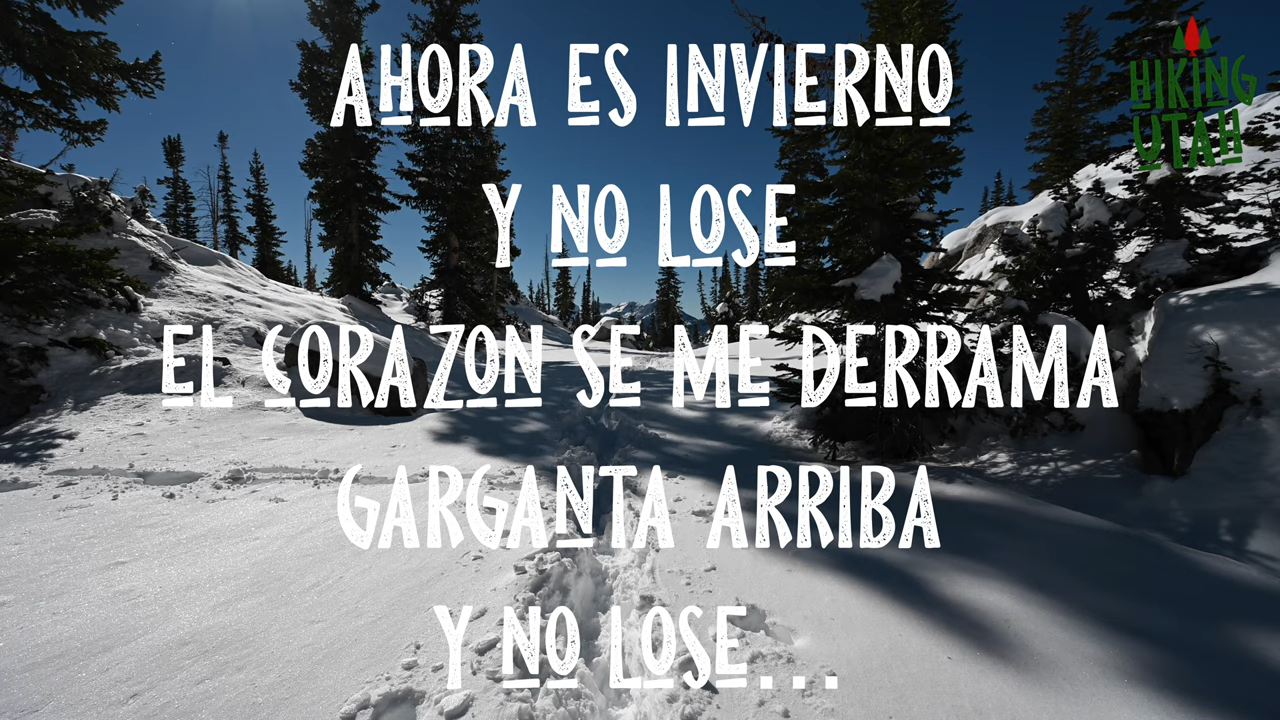 AHORA ES INVIERNO
Y NO LOSE
EL CORAZON SE ME DERRAMA
GARGANTA ARRIBA
Y NO LOSE...
HIKING
UTAH